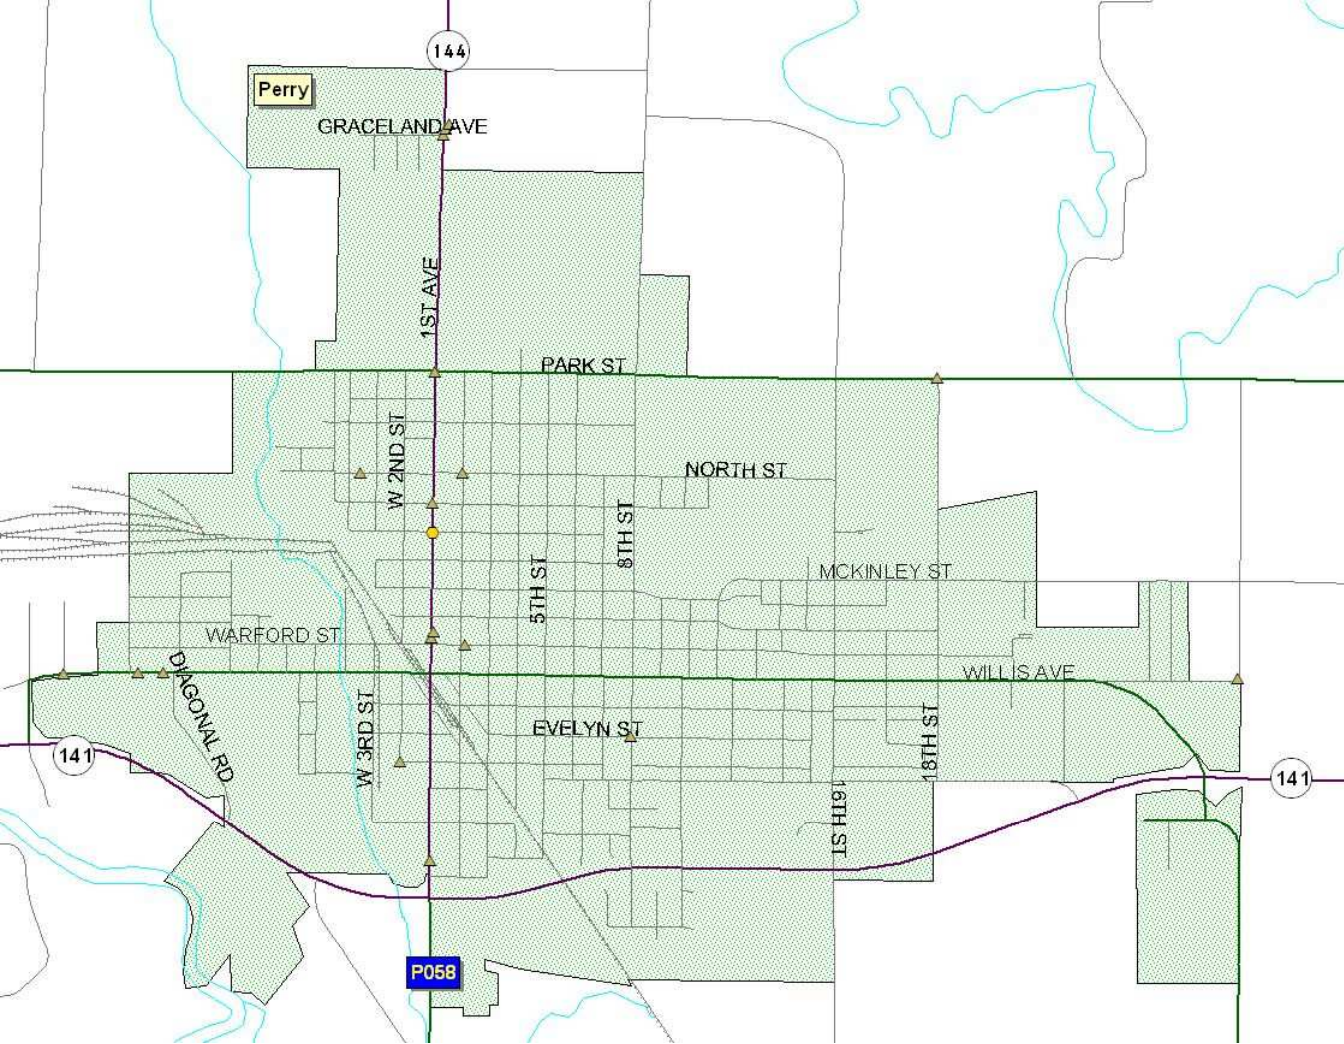 144
Perry
GRACELAND AVE
1ST AVE
PARK ST
W 2ND ST
NORTH ST
8TH ST
5TH ST
MCKINLEY ST
WARFORD ST
DIAGONAL RD
WILLIS AVE
W 3RD ST
EVELYN ST
18TH ST
141
141
16TH ST
P058